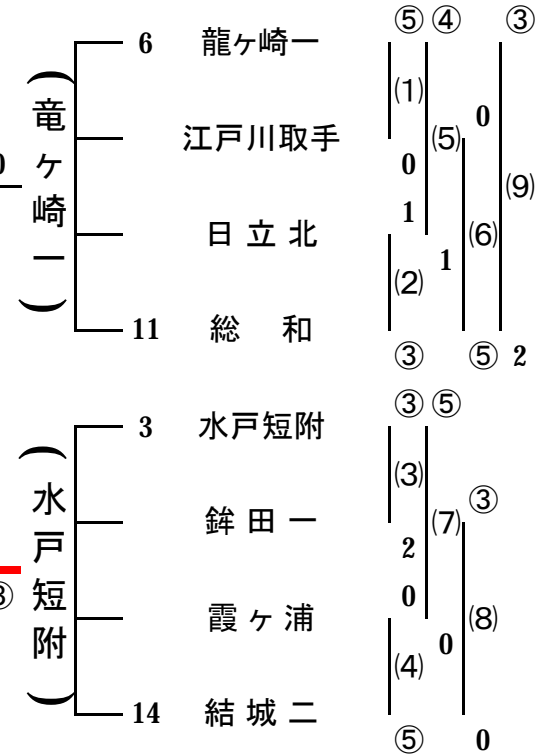 ⑤ ④ ③
6 龍ヶ崎一
(1)
(竜ヶ崎一)
江戸川取手
(5) 0
0
(9)
1
日立北
(6)
1
(2)
11 総 和
③ ⑤ 2
③ ⑤
3 水戸短附
(3)
(水戸短附)
③
鉾田一
(7)
2
0
霞ヶ浦
(8)
0
(4)
14 結城二
⑤ 0